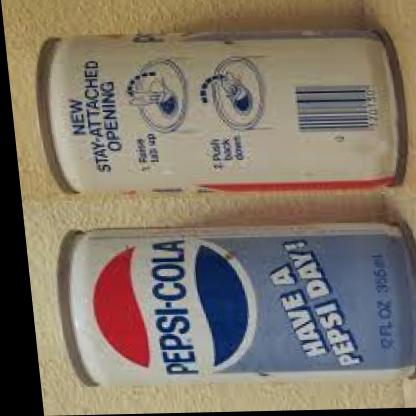 NEW
STAY-ATTACHED
OPENING
1. Raise
tab up
2. Push
back
down
PEPSI-COLA
HAVE A
PEPSI DAY!
12 FL OZ 355 ml